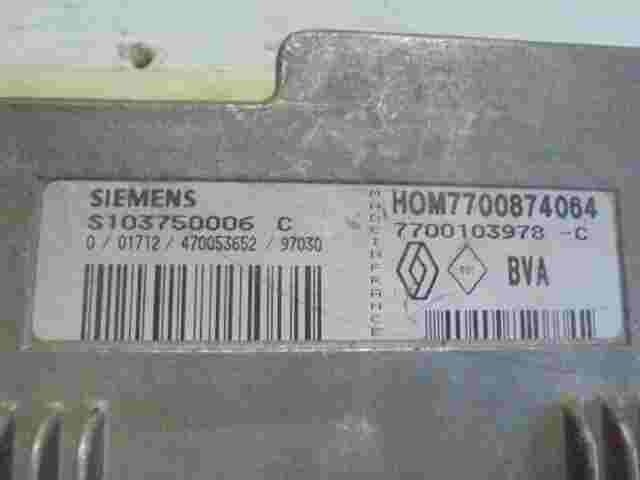 SIEMENS
S103750006 C
0 / 01712 / 470053652 / 97030
MADE IN FRANCE
HOM7700874064
7700103978 -C
BVA